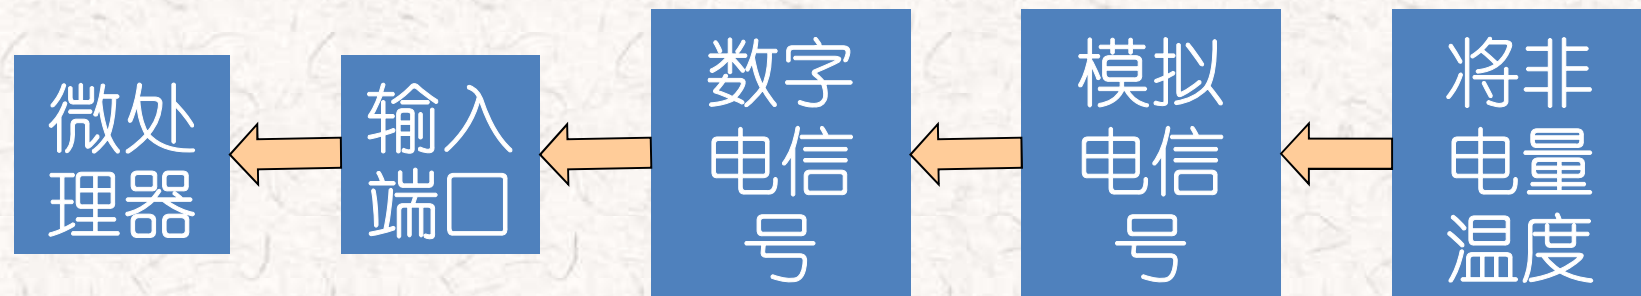 微处
理器
输入
端口
数字
电信
号
模拟
电信
号
将非
电量
温度